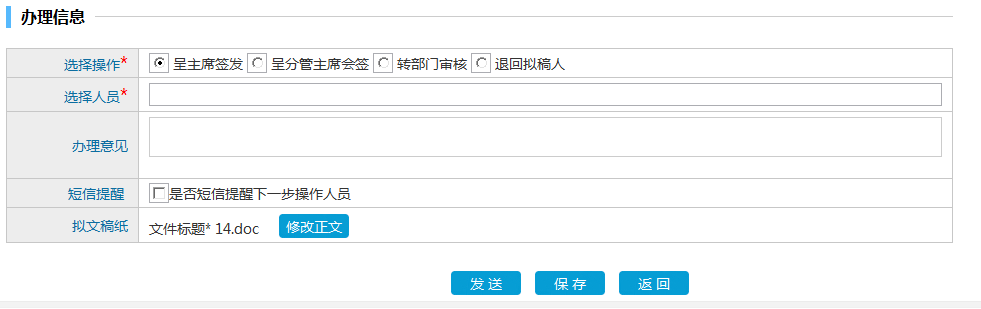 办理信息
选择操作* 呈主席签发 呈分管主席会签 转部门审核 退回拟稿人
选择人员*
办理意见
短信提醒 是否短信提醒下一步操作人员
拟文稿纸 文件标题* 14.doc 修改正文
发 送 保 存 返 回